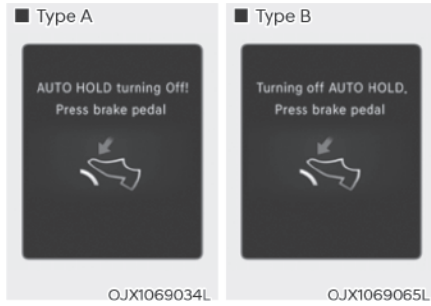 ■ Type A
AUTO HOLD turning Off!
Press brake pedal
OJX1069034L
■ Type B
Turning off AUTO HOLD,
Press brake pedal
OJX1069065L